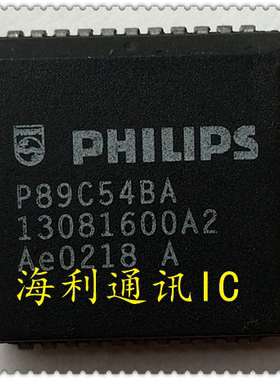 PHILIPS
P89C54BA
13081600A2
Ae0218 A
海利通讯IC